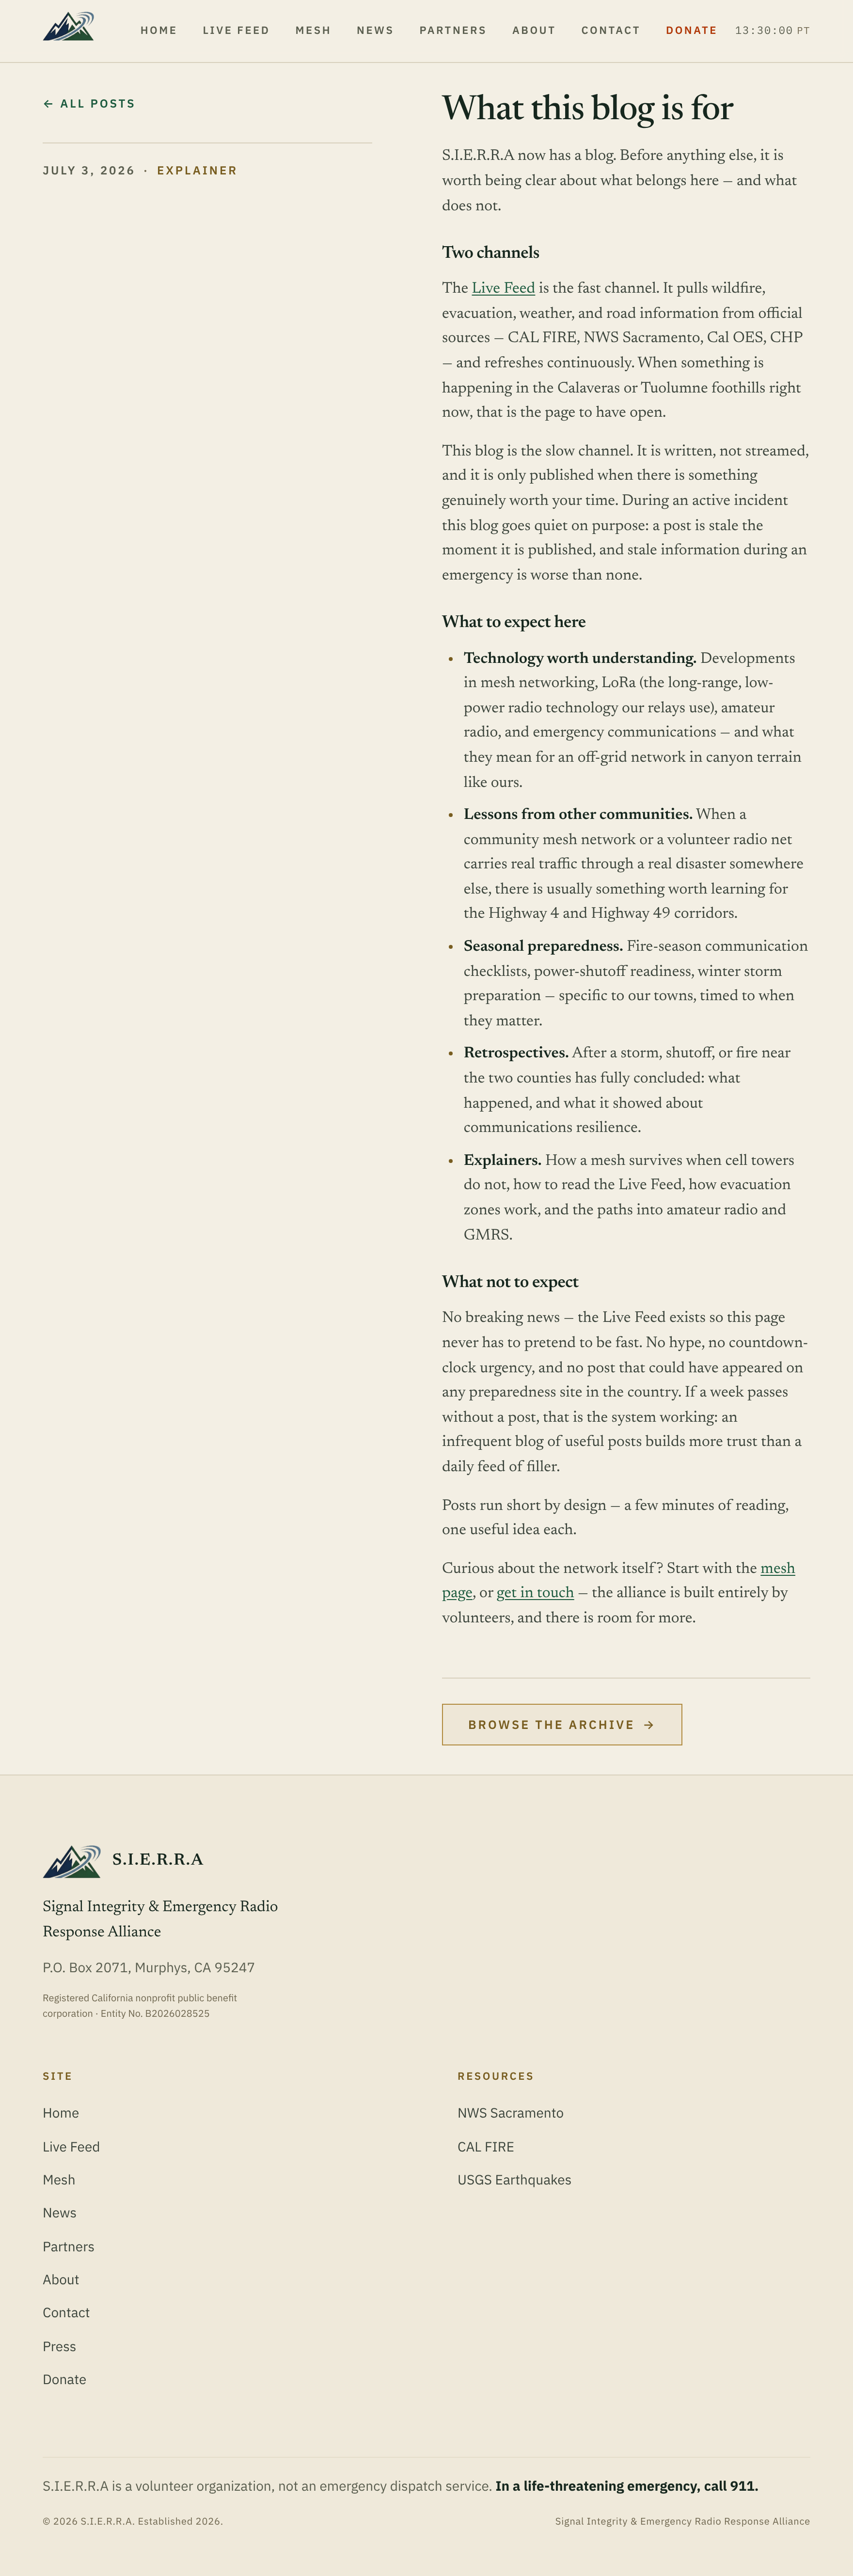 HOME LIVE FEED MESH NEWS PARTNERS ABOUT CONTACT DONATE 13:30:00 PT
← ALL POSTS
JULY 3, 2026 · EXPLAINER
What this blog is for
S.I.E.R.R.A now has a blog. Before anything else, it is
worth being clear about what belongs here — and what
does not.
Two channels
The Live Feed is the fast channel. It pulls wildfire,
evacuation, weather, and road information from official
sources — CAL FIRE, NWS Sacramento, Cal OES, CHP
— and refreshes continuously. When something is
happening in the Calaveras or Tuolumne foothills right
now, that is the page to have open.
This blog is the slow channel. It is written, not streamed,
and it is only published when there is something
genuinely worth your time. During an active incident
this blog goes quiet on purpose: a post is stale the
moment it is published, and stale information during an
emergency is worse than none.
What to expect here
• Technology worth understanding. Developments
in mesh networking, LoRa (the long-range, low-
power radio technology our relays use), amateur
radio, and emergency communications — and what
they mean for an off-grid network in canyon terrain
like ours.
• Lessons from other communities. When a
community mesh network or a volunteer radio net
carries real traffic through a real disaster somewhere
else, there is usually something worth learning for
the Highway 4 and Highway 49 corridors.
• Seasonal preparedness. Fire-season communication
checklists, power-shutoff readiness, winter storm
preparation — specific to our towns, timed to when
they matter.
• Retrospectives. After a storm, shutoff, or fire near
the two counties has fully concluded: what
happened, and what it showed about
communications resilience.
• Explainers. How a mesh survives when cell towers
do not, how to read the Live Feed, how evacuation
zones work, and the paths into amateur radio and
GMRS.
What not to expect
No breaking news — the Live Feed exists so this page
never has to pretend to be fast. No hype, no countdown-
clock urgency, and no post that could have appeared on
any preparedness site in the country. If a week passes
without a post, that is the system working: an
infrequent blog of useful posts builds more trust than a
daily feed of filler.
Posts run short by design — a few minutes of reading,
one useful idea each.
Curious about the network itself? Start with the mesh
page, or get in touch — the alliance is built entirely by
volunteers, and there is room for more.
BROWSE THE ARCHIVE →
S.I.E.R.R.A
Signal Integrity & Emergency Radio
Response Alliance
P.O. Box 2071, Murphys, CA 95247
Registered California nonprofit public benefit
corporation · Entity No. B2026028525
SITE
Home
Live Feed
Mesh
News
Partners
About
Contact
Press
Donate
RESOURCES
NWS Sacramento
CAL FIRE
USGS Earthquakes
S.I.E.R.R.A is a volunteer organization, not an emergency dispatch service. In a life-threatening emergency, call 911.
© 2026 S.I.E.R.R.A. Established 2026.
Signal Integrity & Emergency Radio Response Alliance